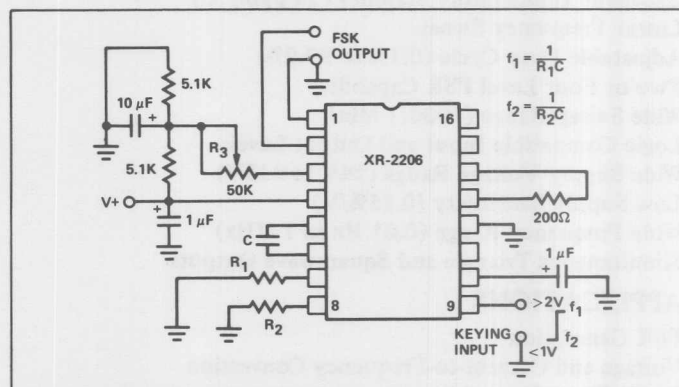 FSK
OUTPUT
f₁ = 1/R₁C
f₂ = 1/R₂C
5.1K
10 μF +
5.1K
R₃
50K
V+
+
1 μF
C
R₁
R₂
1
16
XR-2206
8
9
200Ω
1 μF
+
>2V
f₁
f₂
<1V
KEYING
INPUT